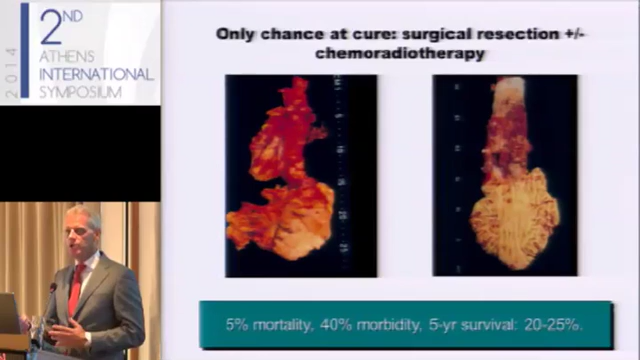 2014
2ND
ATHENS
INTERNATIONAL
SYMPOSIUM
Only chance at cure: surgical resection +/-
chemoradiotherapy
5% mortality, 40% morbidity, 5-yr survival: 20-25%.